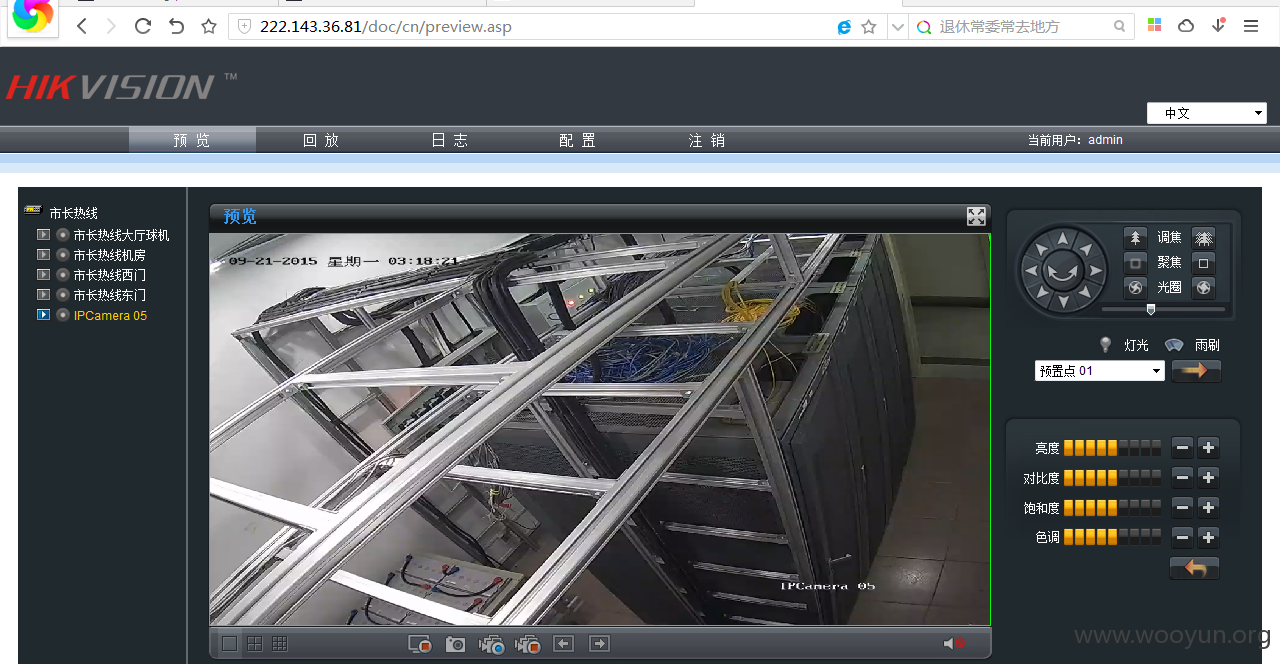 222.143.36.81/doc/cn/preview.asp
退休常委常去地方
HIKVISION™
中文
预览 回放 日志 配置 注销 当前用户：admin
市长热线
市长热线大厅球机
市长热线机房
市长热线西门
市长热线东门
IPCamera 05
预览
09-21-2015 星期一 03:18:21
IPCamera 05
调焦
聚焦
光圈
灯光 雨刷
预置点 01
亮度
对比度
饱和度
色调
www.wooyun.org